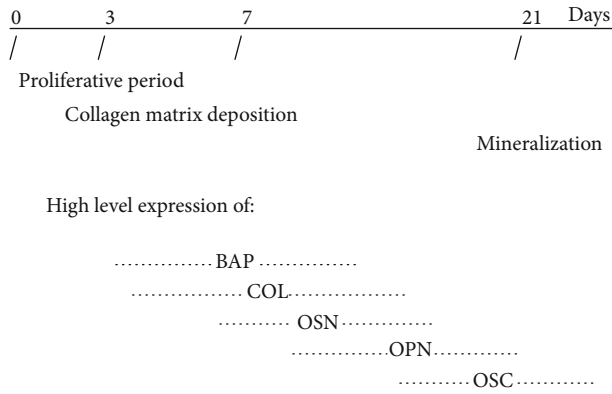 0 3 7 21 Days
Proliferative period
Collagen matrix deposition
Mineralization
High level expression of:
BAP
COL
OSN
OPN
OSC